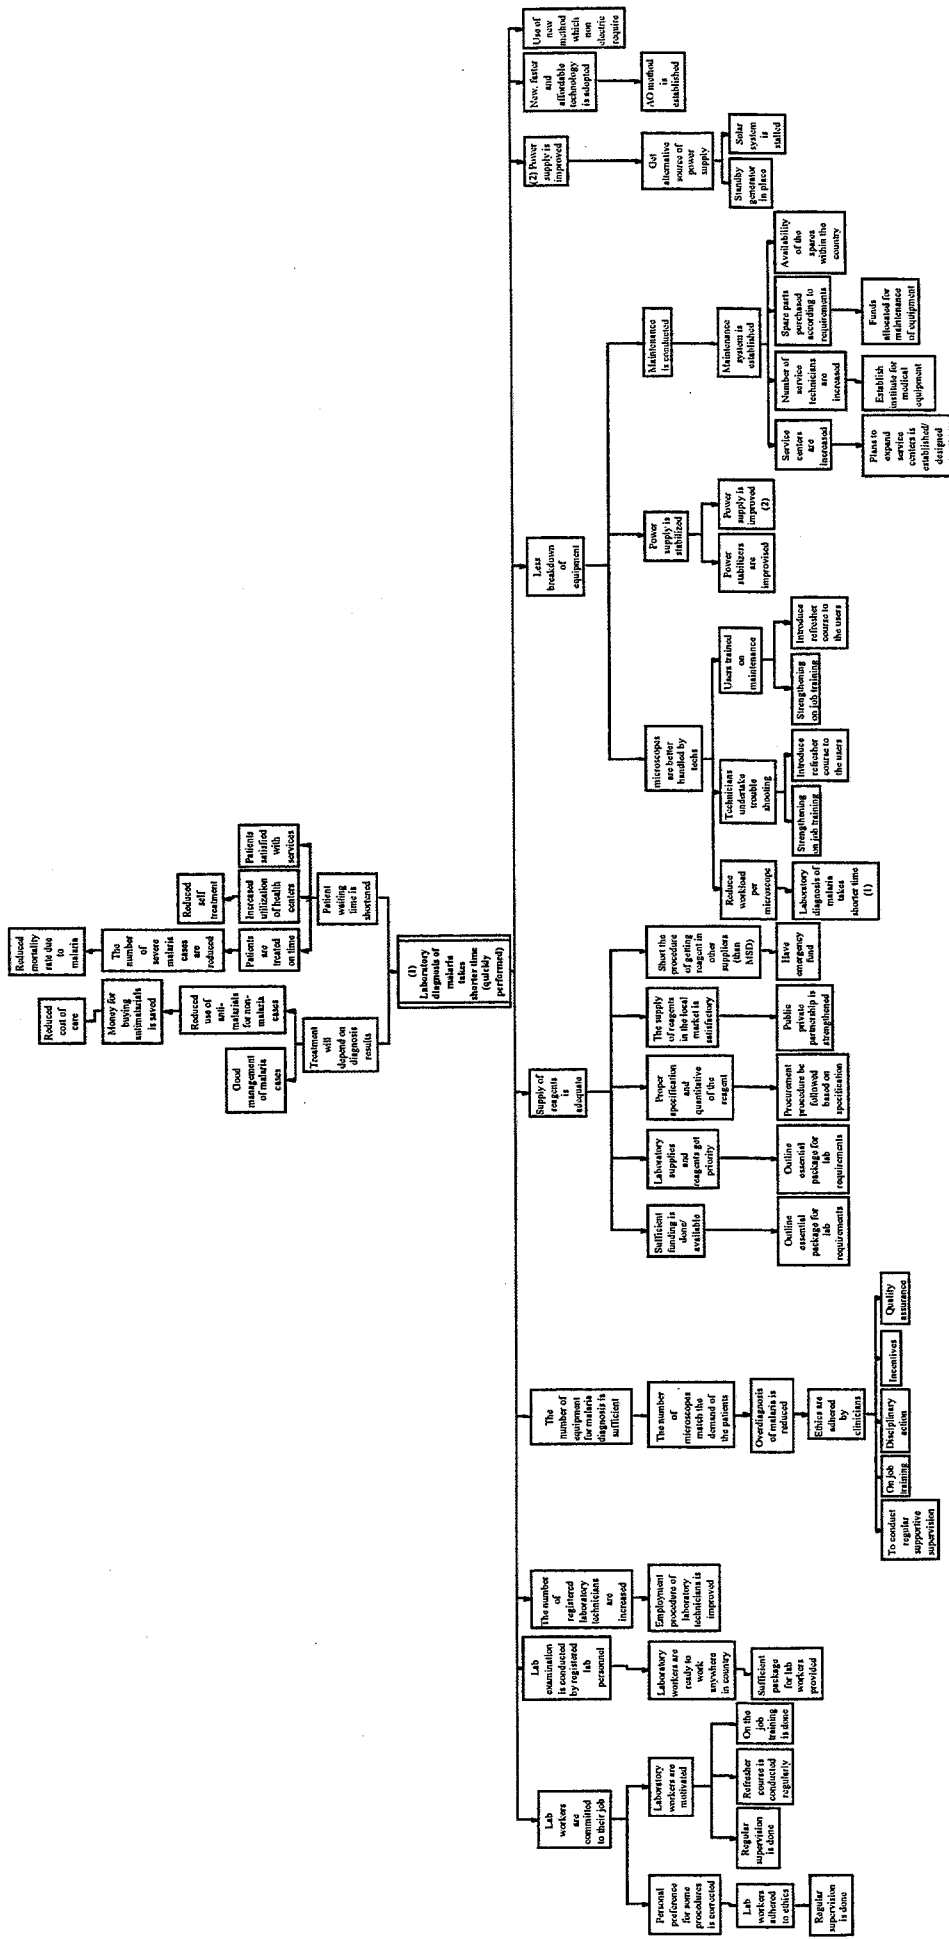 Reduced
mortality
rate due to
malaria
The
number of
severe
malaria
cases are
reduced
Patients
are treated
on time
Reduced
self
treatment
Increased
utilization
of health
centers
Patients
satisfied
with
services
Patient
waiting
time is
shortened
Reduced
cost of
care
Money for
buying
antimalarials
is saved
Reduced
use of anti-
malarials
for non-
malaria
cases
Good
management
of malaria
cases
Treatment
will
depend on
diagnosis
results
(1)
Laboratory
diagnosis of
malaria
takes
shorter time
(quickly
performed)
Lab
workers
are
committed
to their job
Personal
preference
for some
procedures
is corrected
Lab
workers
adhered
to ethics
Regular
supervision
is done
Laboratory
workers are
motivated
Regular
supervision
is done
Refresher
course is
conducted
regularly
On the
job
training
is done
Lab
examination
is conducted
by registered
lab
personnel
Laboratory
workers are
ready to
work
anywhere
in country
Sufficient
package
for lab
workers
provided
The number
of
registered
laboratory
technicians
are
increased
Employment
procedure of
laboratory
technicians is
improved
The
number of
equipment
for malaria
diagnosis is
sufficient
The number
of
microscopes
match the
demand of
the patients
Overdiagnosis
of malaria is
reduced
Ethics are
adhered
by
clinicians
To conduct
regular
supportive
supervision
On job
training
Disciplinary
action
Incentives
Quality
assurance
Supply of
reagents
is
adequate
Sufficient
funding is
done/
available
Outline
essential
package for
lab
requirements
Laboratory
supplies
and
reagents get
priority
Outline
essential
package for
lab
requirements
Proper
specification
and
quantitative
of the
reagent
Procurement
procedure be
followed
based on
specification
The supply
of reagents
in the local
market is
satisfactory
Public
private
partnership is
strengthened
Short the
procedure
of getting
reagent in
other
suppliers
(than
MSD)
Have
emergency
fund
Less
breakdown
of
equipment
microscopes
are better
handled by
techs
Reduce
workload per
microscope
Laboratory
diagnosis of
malaria
takes
shorter time
(1)
Technicians
undertake
trouble
shooting
Strengthening
on job training
Introduce
refresher
course to
the users
Users trained
on
maintenance
Strengthening
on job training
Introduce
refresher
course to
the users
Power
supply is
stabilized
Power
stabilizers
are
improvised
Power
supply is
improved
(2)
Maintenance
is conducted
Maintenance
system is
established
Service
centers
are
increased
Plans to
expand
service
centers is
established/
designed
Number of
service
technicians
are
increased
Establish
institute for
medical
equipment
Spare parts
purchased
according to
requirements
Funds
allocated for
maintenance
of equipment
Availability
of the
spares
within the
country
(2) Power
supply is
improved
Get
alternative
source of
power
supply
Standby
generator
in place
Solar
system
is
stalled
New, faster
and
affordable
technology
is adopted
AO method
is
established
Use of
new
method
which
non
electric
require